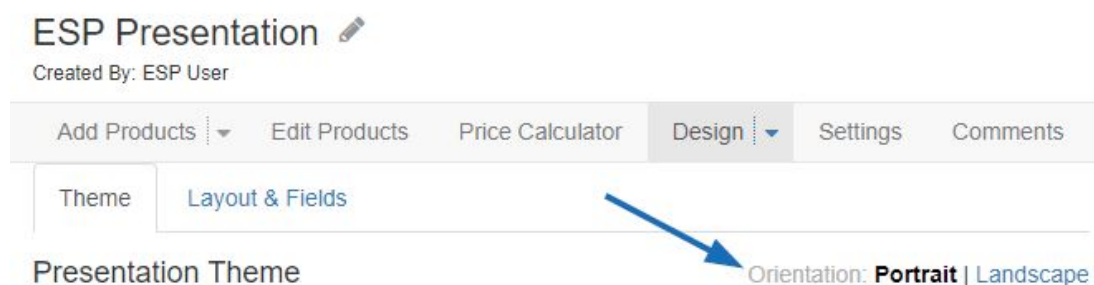 ESP Presentation
Created By: ESP User
Add Products Edit Products Price Calculator Design Settings Comments
Theme Layout & Fields
Presentation Theme Orientation: Portrait | Landscape